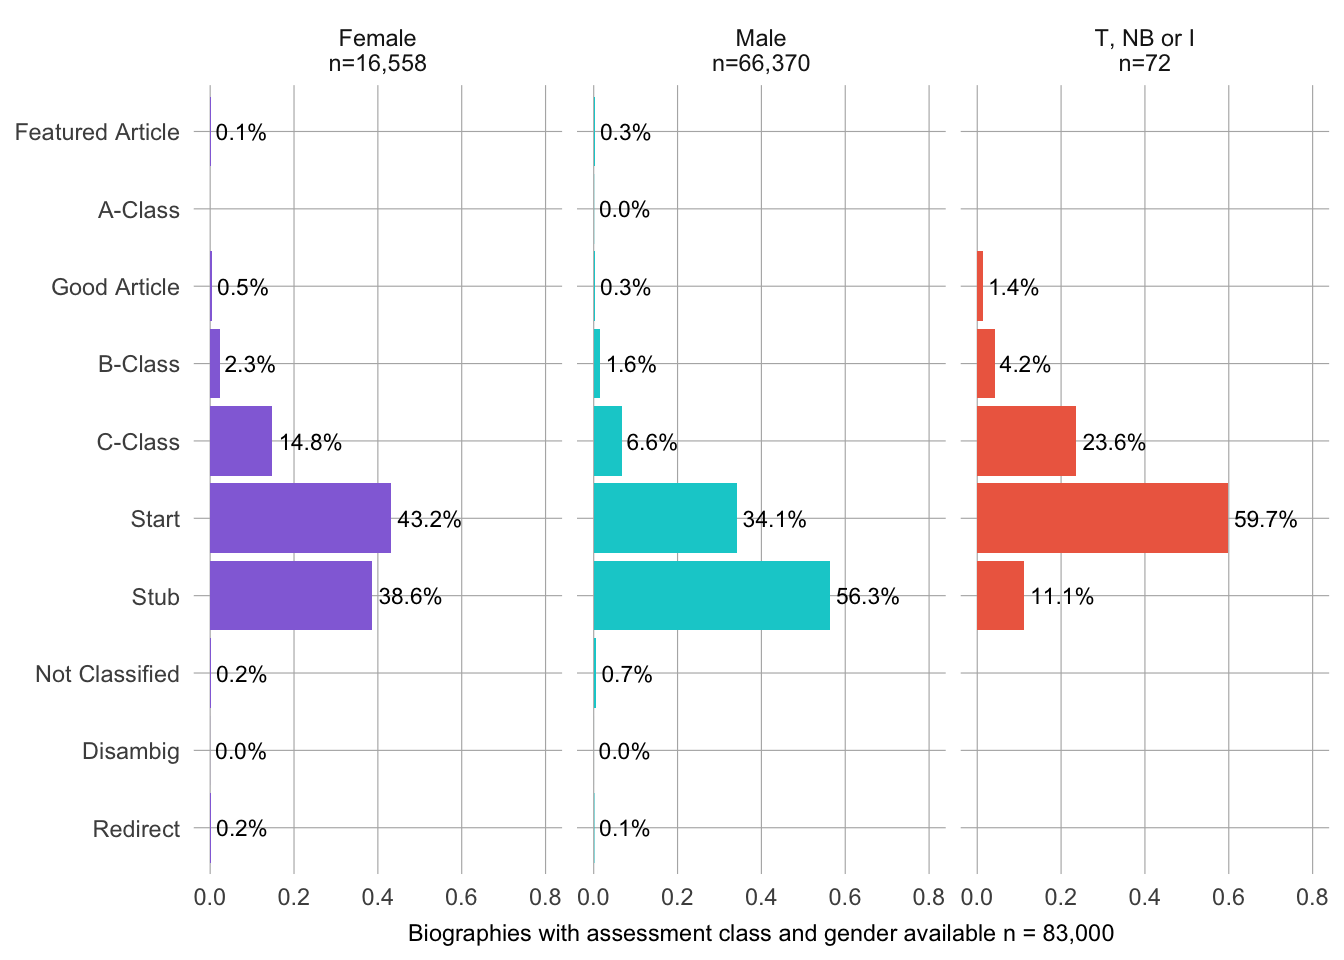 Female
n=16,558
Male
n=66,370
T, NB or I
n=72
Featured Article 0.1% 0.3%
A-Class 0.0%
Good Article 0.5% 0.3% 1.4%
B-Class 2.3% 1.6% 4.2%
C-Class 14.8% 6.6% 23.6%
Start 43.2% 34.1% 59.7%
Stub 38.6% 56.3% 11.1%
Not Classified 0.2% 0.7%
Disambig 0.0% 0.0%
Redirect 0.2% 0.1%
0.0 0.2 0.4 0.6 0.8 0.0 0.2 0.4 0.6 0.8 0.0 0.2 0.4 0.6 0.8
Biographies with assessment class and gender available n = 83,000